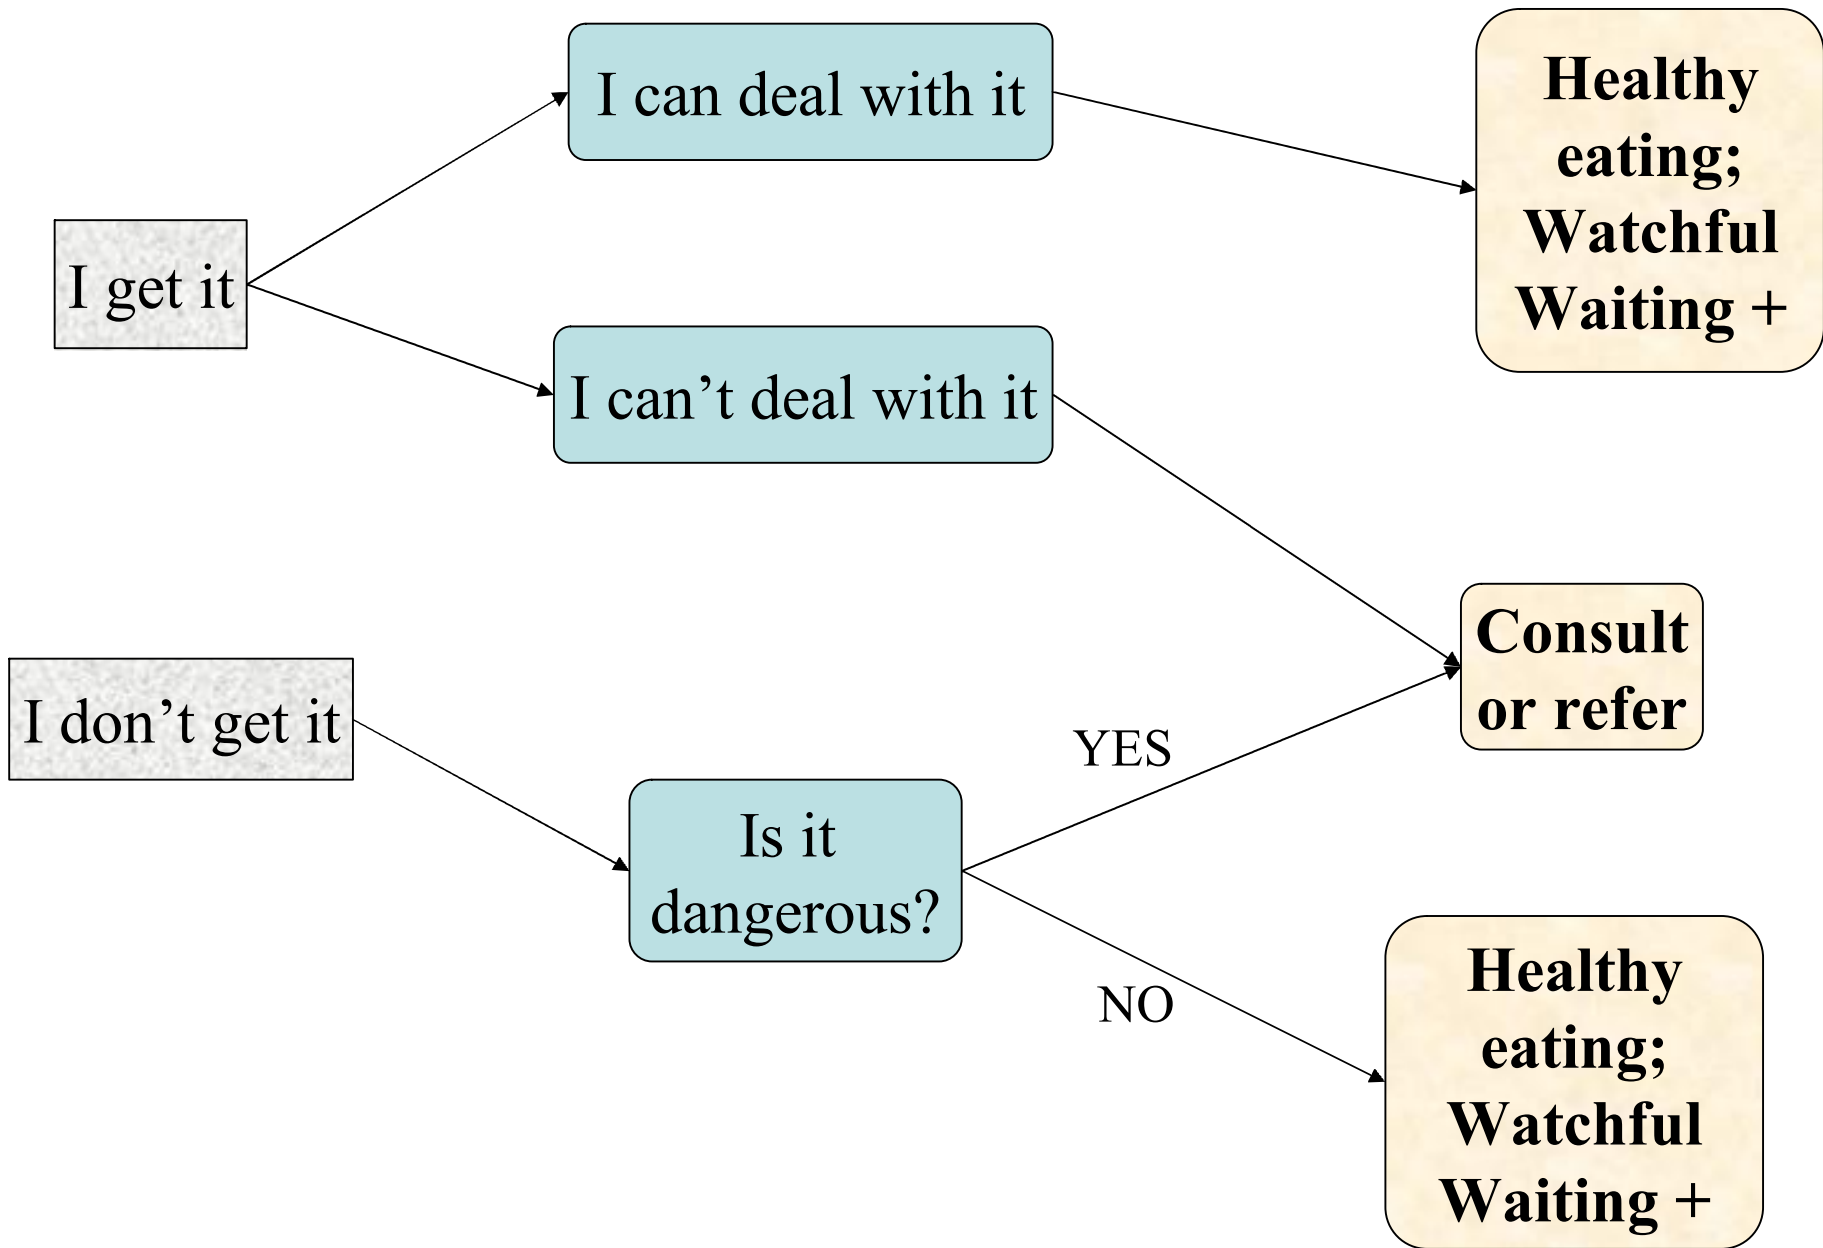 I can deal with it
Healthy
eating;
Watchful
Waiting +
I get it
I can’t deal with it
Consult
or refer
I don’t get it
YES
Is it
dangerous?
NO
Healthy
eating;
Watchful
Waiting +